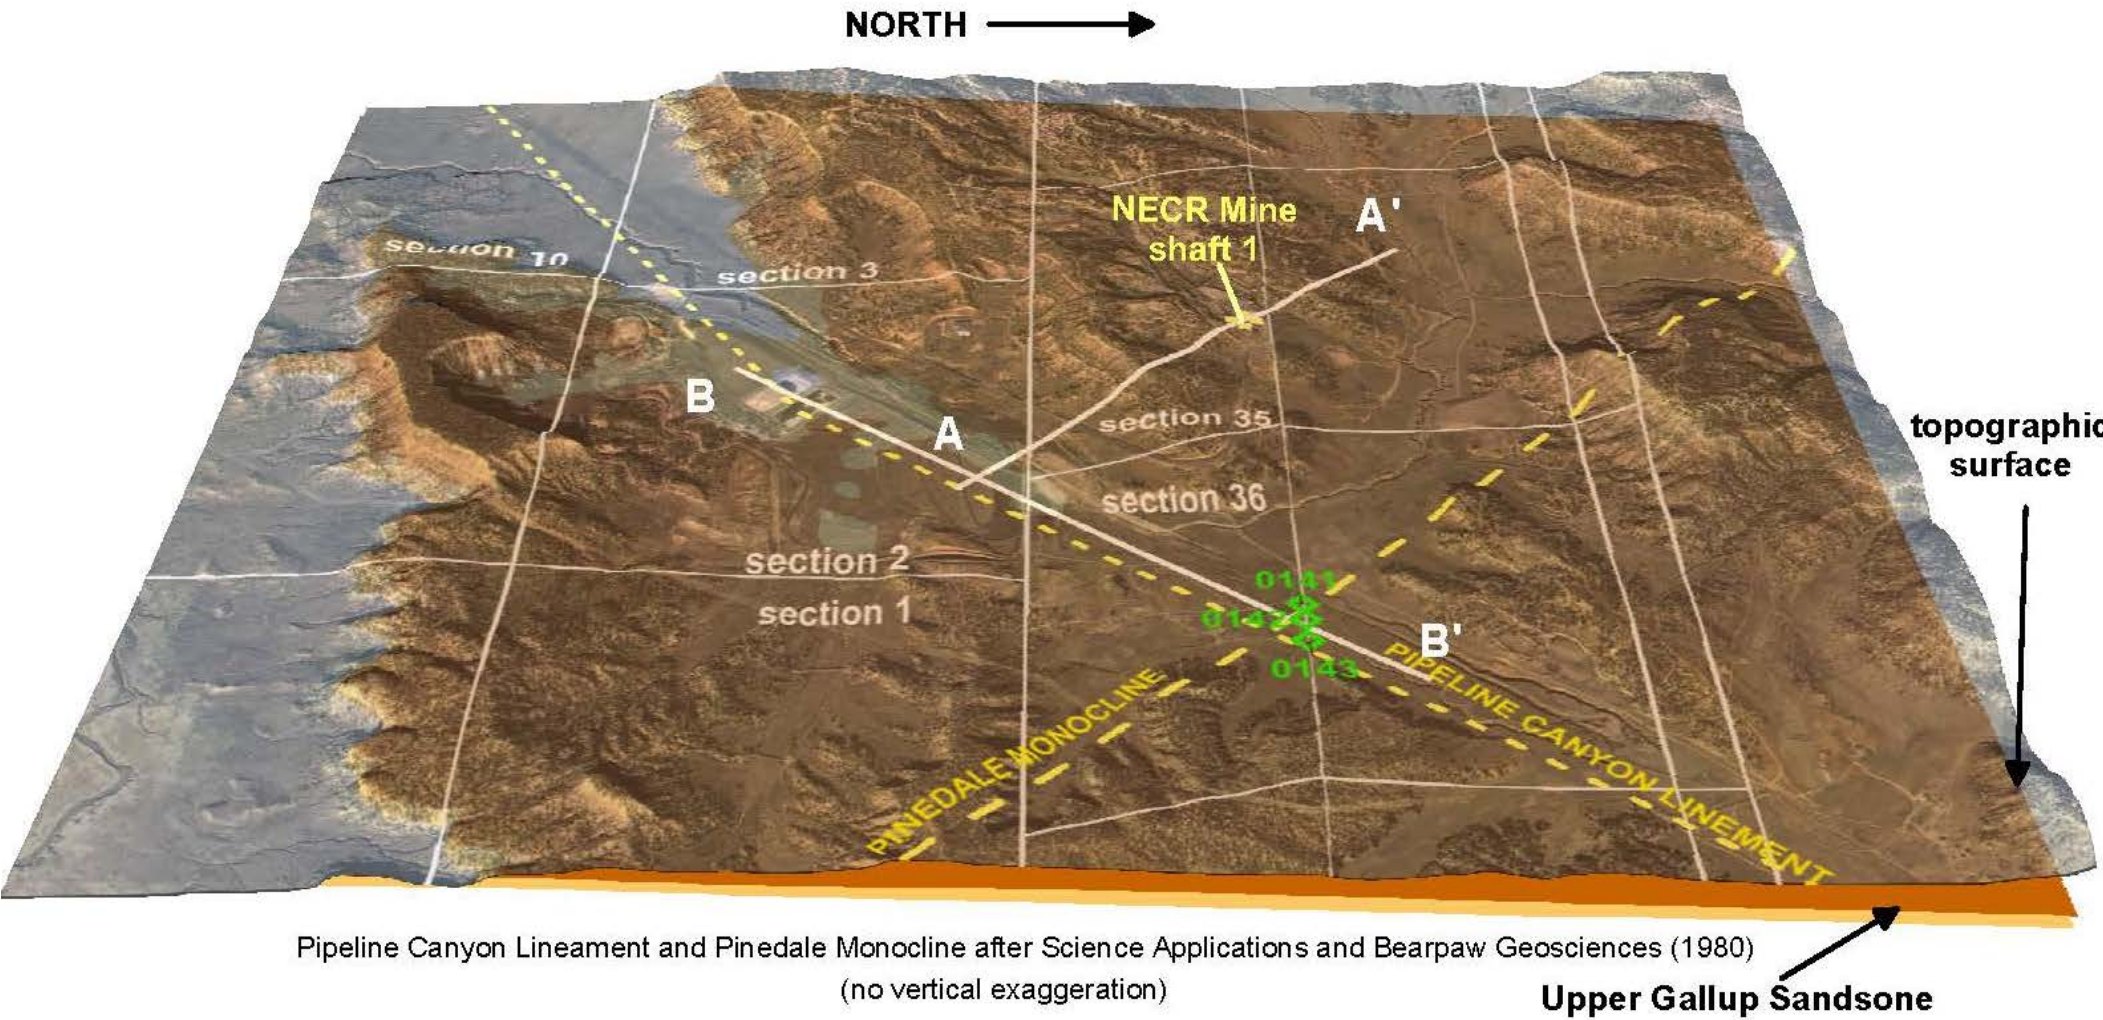 NORTH
NECR Mine
shaft 1
A'
section 10
section 3
B
A
section 35
topographic
surface
section 36
section 2
section 1
0141
0142
0143
B'
PINEDALE MONOCLINE
PIPELINE CANYON LINEMENT
Pipeline Canyon Lineament and Pinedale Monocline after Science Applications and Bearpaw Geosciences (1980)
(no vertical exaggeration)
Upper Gallup Sandsone